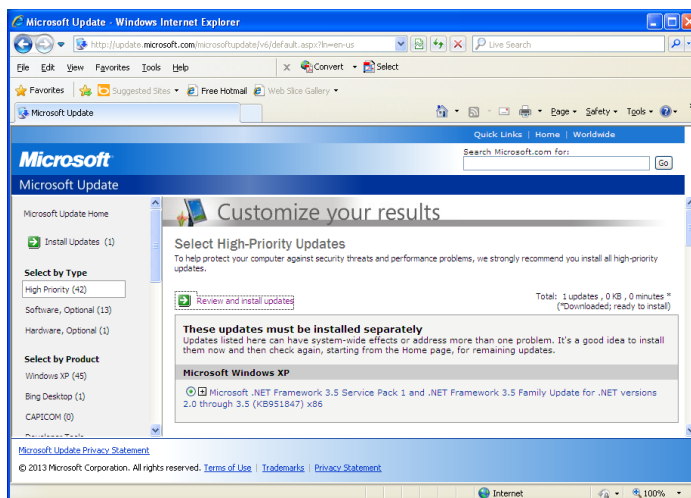 Microsoft Update - Windows Internet Explorer
http://update.microsoft.com/microsoftupdate/v6/default.aspx?ln=en-us
Live Search
File Edit View Favorites Tools Help
x Convert Select
Favorites Suggested Sites Free Hotmail Web Slice Gallery
Microsoft Update
Page Safety Tools
Quick Links | Home | Worldwide
Microsoft
Search Microsoft.com for:
Go
Microsoft Update
Microsoft Update Home
Install Updates (1)
Select by Type
High Priority (42)
Software, Optional (13)
Hardware, Optional (1)
Select by Product
Windows XP (45)
Bing Desktop (1)
CAPICOM (0)
Developer Tools
Customize your results
Select High-Priority Updates
To help protect your computer against security threats and performance problems, we strongly recommend you install all high-priority
updates.
Review and install updates
Total: 1 updates , 0 KB , 0 minutes *
(*Downloaded; ready to install)
These updates must be installed separately
Updates listed here can have system-wide effects or address more than one problem. It's a good idea to install
them now and then check again, starting from the Home page, for remaining updates.
Microsoft Windows XP
Microsoft .NET Framework 3.5 Service Pack 1 and .NET Framework 3.5 Family Update for .NET versions
2.0 through 3.5 (KB951847) x86
Microsoft Update Privacy Statement
© 2013 Microsoft Corporation. All rights reserved. Terms of Use | Trademarks | Privacy Statement
Internet
100%